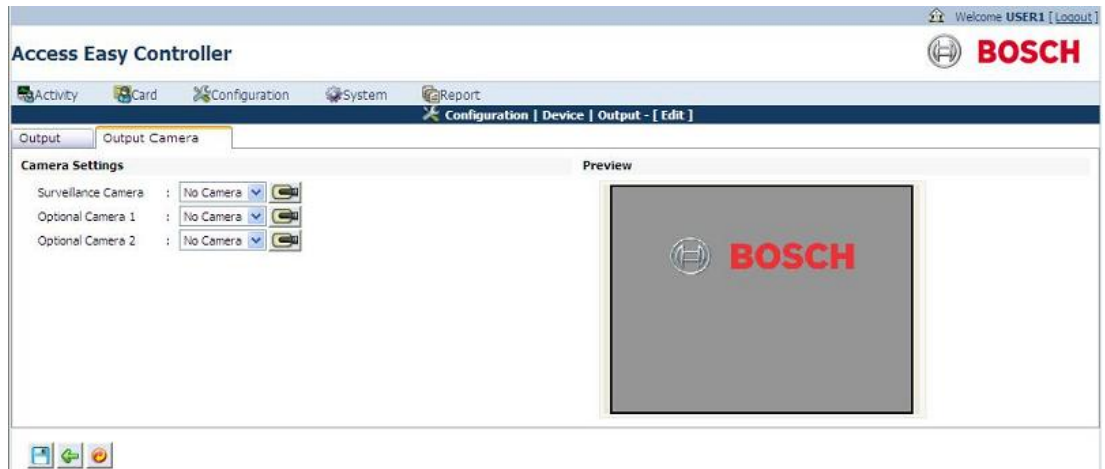 Welcome USER1 [ Logout ]
Access Easy Controller
BOSCH
Activity Card Configuration System Report
Configuration | Device | Output - [ Edit ]
Output Output Camera
Camera Settings Preview
Surveillance Camera : No Camera
Optional Camera 1 : No Camera
Optional Camera 2 : No Camera
BOSCH